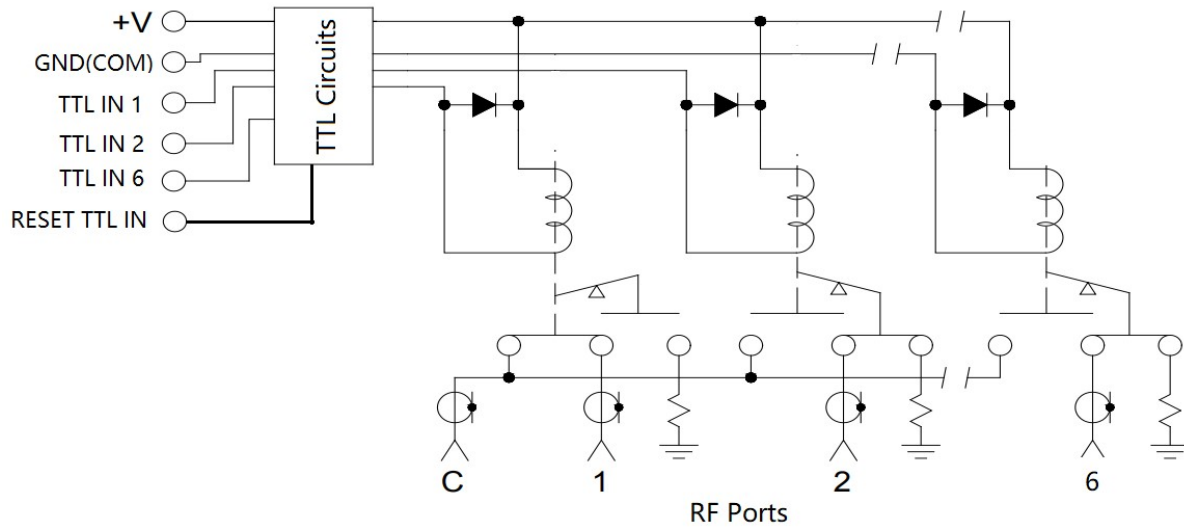 +V
GND(COM)
TTL IN 1
TTL IN 2
TTL IN 6
RESET TTL IN
TTL Circuits
C 1 2 6
RF Ports